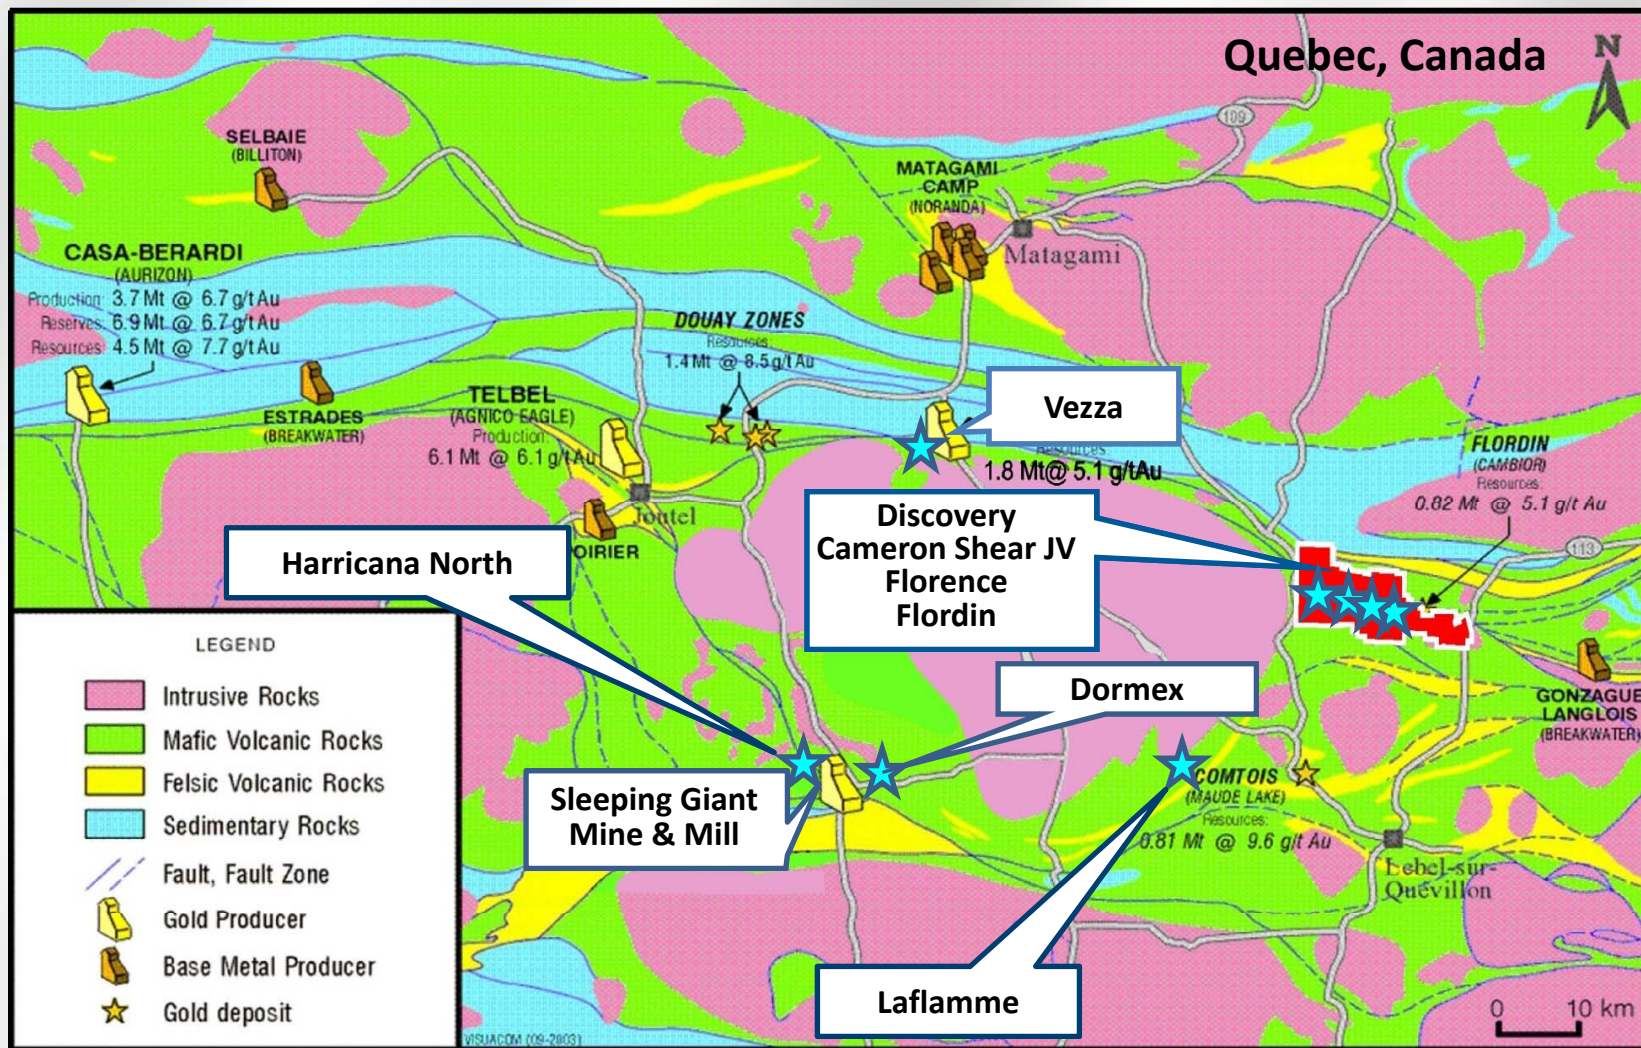 Quebec, Canada
N
109
SELBAIE
(BILLITON)
MATAGAMI
CAMP
(NORANDA)
Matagami
CASA-BERARDI
(AURIZON)
Production: 3.7 Mt @ 6.7 g/t Au
Reserves: 6.9 Mt @ 6.7 g/t Au
Resources: 4.5 Mt @ 7.7 g/t Au
DOUAY ZONES
Resources:
1.4 Mt @ 8.5 g/t Au
ESTRADES
(BREAKWATER)
TELBEL
(AGNICO EAGLE)
Production:
6.1 Mt @ 6.1 g/t Au
Vezza
Resources:
1.8 Mt@ 5.1 g/tAu
FLORDIN
(CAMBIOR)
Resources:
0.82 Mt @ 5.1 g/t Au
Joutel
OIRIER
113
Discovery
Cameron Shear JV
Florence
Flordin
Harricana North
Dormex
GONZAGUE
LANGLOIS
(BREAKWATER)
Sleeping Giant
Mine & Mill
COMTOIS
(MAUDE LAKE)
Resources:
0.81 Mt @ 9.6 g/t Au
Lebel-sur-
Quévillon
Laflamme
LEGEND
Intrusive Rocks
Mafic Volcanic Rocks
Felsic Volcanic Rocks
Sedimentary Rocks
Fault, Fault Zone
Gold Producer
Base Metal Producer
Gold deposit
VISUACOM (09-2003)
0 10 km